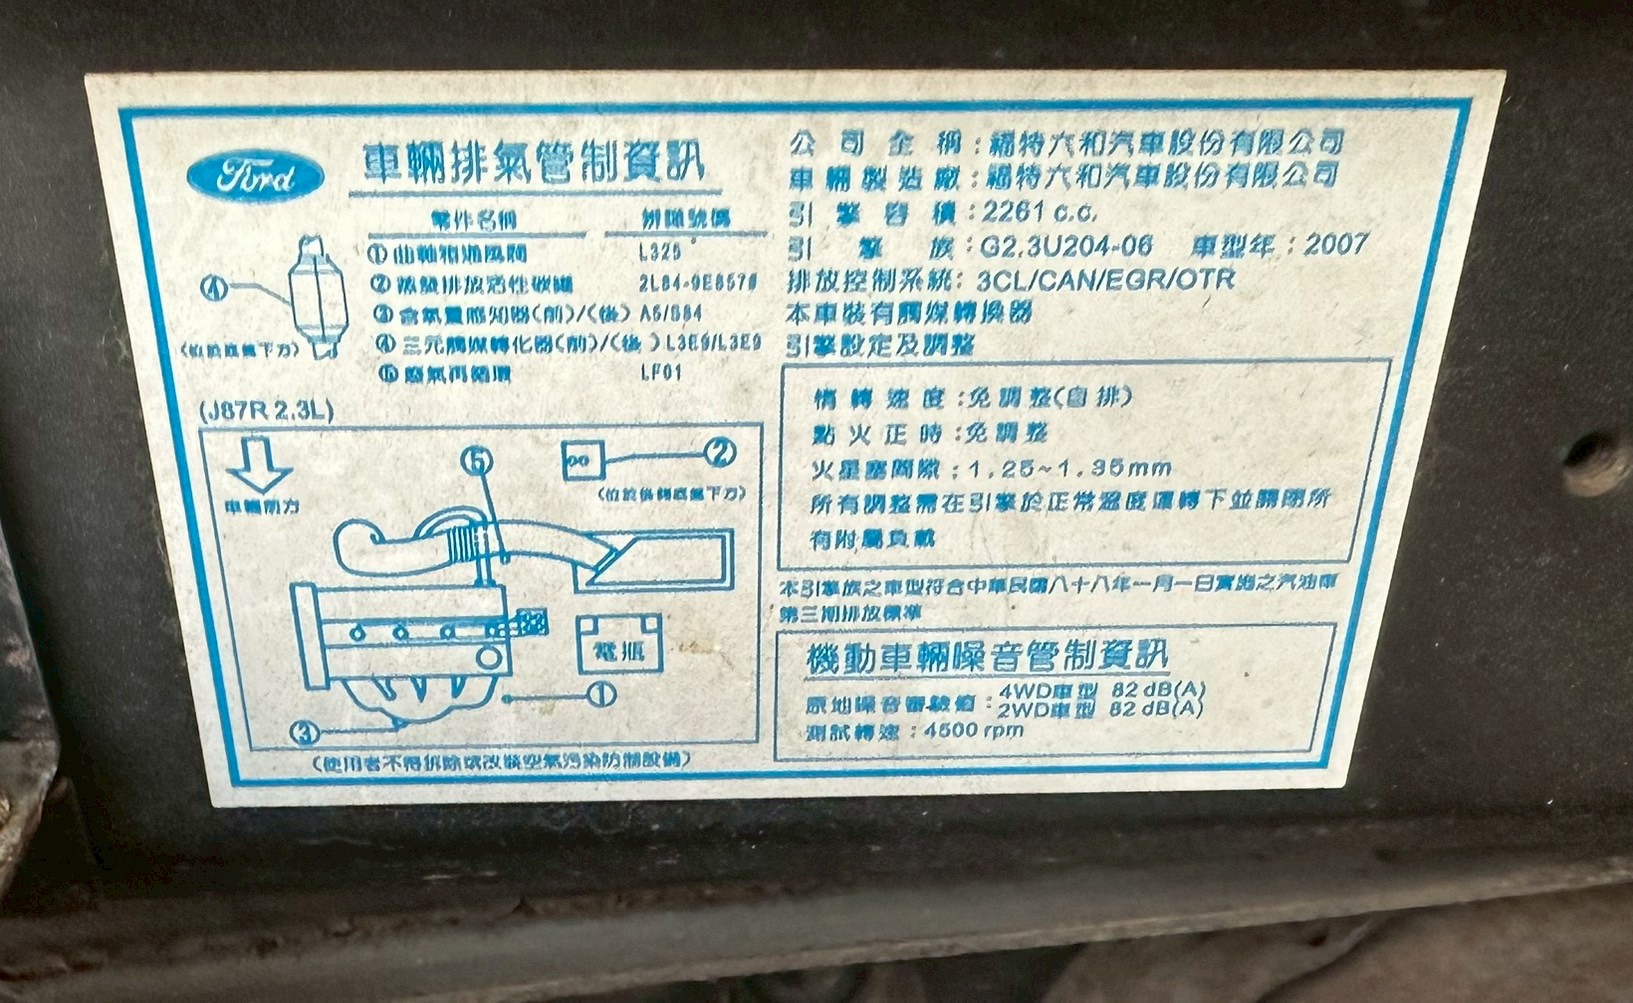 Ford
車輛排氣管制資訊
零件名稱 辨識號碼
①曲軸箱通風閥 L325
②蒸發排放活性碳罐 2L84-9E857#
③含氧量感知器(前)/(後) A6/B84
④三元觸媒轉化器(前)/(後) L3E9/L3E9
⑤廢氣再循環 LF01
④
(位於底盤下方)
(J87R 2.3L)
車輛前方
⑤
②
(位於後側底盤下方)
電瓶
①
③
(使用者不得拆除或改裝空氣污染防制設備)
公司全稱:福特六和汽車股份有限公司
車輛製造廠:福特六和汽車股份有限公司
引擎容積:2261 c.c.
引擎族:G2.3U204-06 車型年:2007
排放控制系統:3CL/CAN/EGR/OTR
本車裝有觸媒轉換器
引擎設定及調整
惰轉速度:免調整(自排)
點火正時:免調整
火星塞間隙:1.25~1.35mm
所有調整需在引擎於正常溫度運轉下並關閉所
有附屬負載
本引擎族之車型符合中華民國八十八年一月一日實施之汽油車
第三期排放標準
機動車輛噪音管制資訊
原地噪音審驗值:4WD車型 82 dB(A)
2WD車型 82 dB(A)
測試轉速:4500 rpm